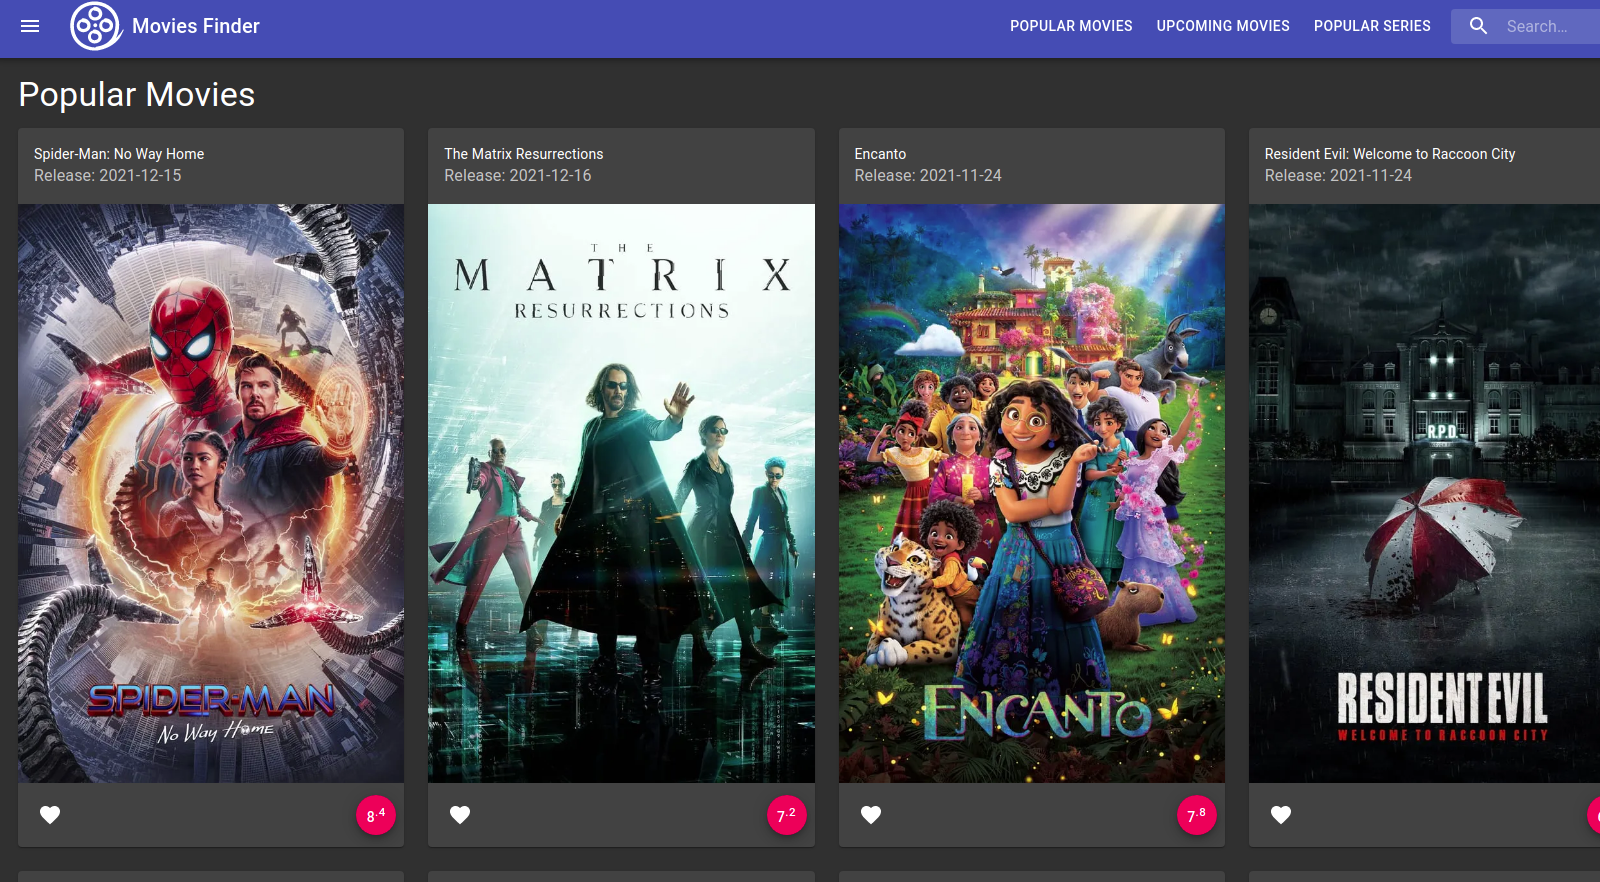 Movies Finder
POPULAR MOVIES
UPCOMING MOVIES
POPULAR SERIES
Search...
Popular Movies
Spider-Man: No Way Home
Release: 2021-12-15
SPIDER-MAN
No Way Home
8.4
The Matrix Resurrections
Release: 2021-12-16
THE
MATRIX
RESURRECTIONS
7.2
Encanto
Release: 2021-11-24
ENCANTO
7.8
Resident Evil: Welcome to Raccoon City
Release: 2021-11-24
R.P.D.
RESIDENT EVIL
WELCOME TO RACCOON CITY